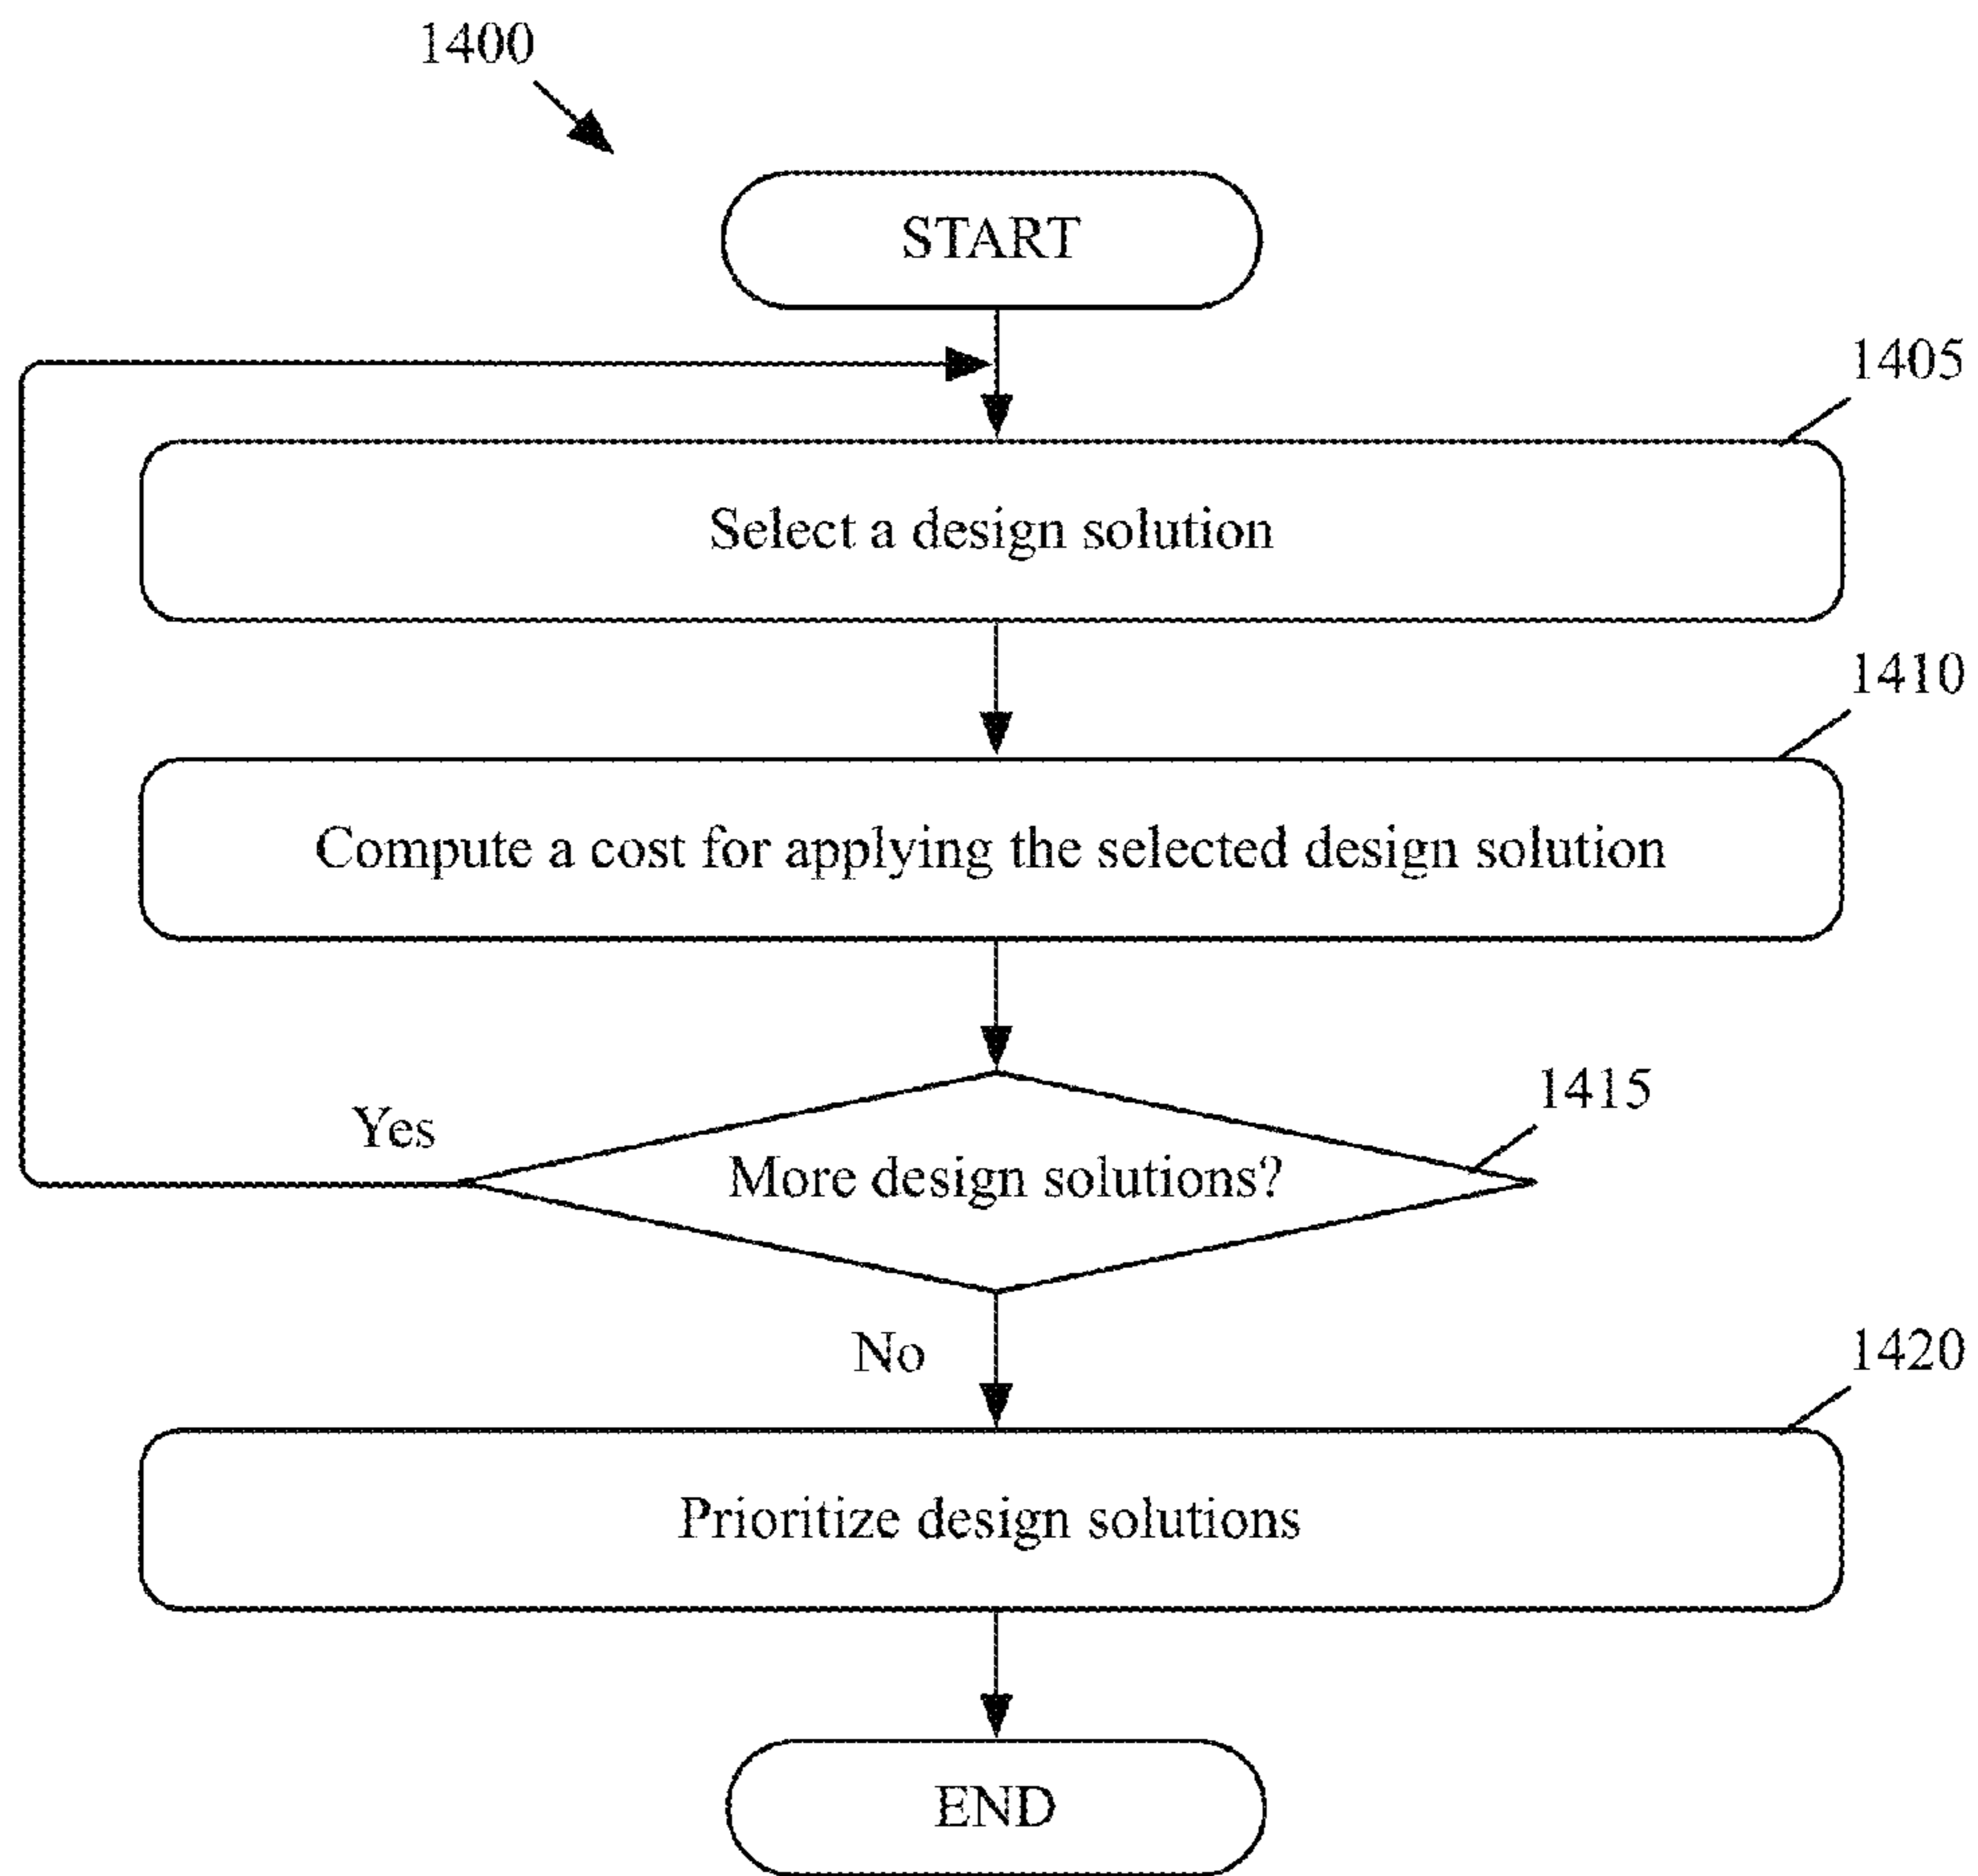 1400
START
1405
Select a design solution
1410
Compute a cost for applying the selected design solution
1415
Yes
More design solutions?
No
1420
Prioritize design solutions
END